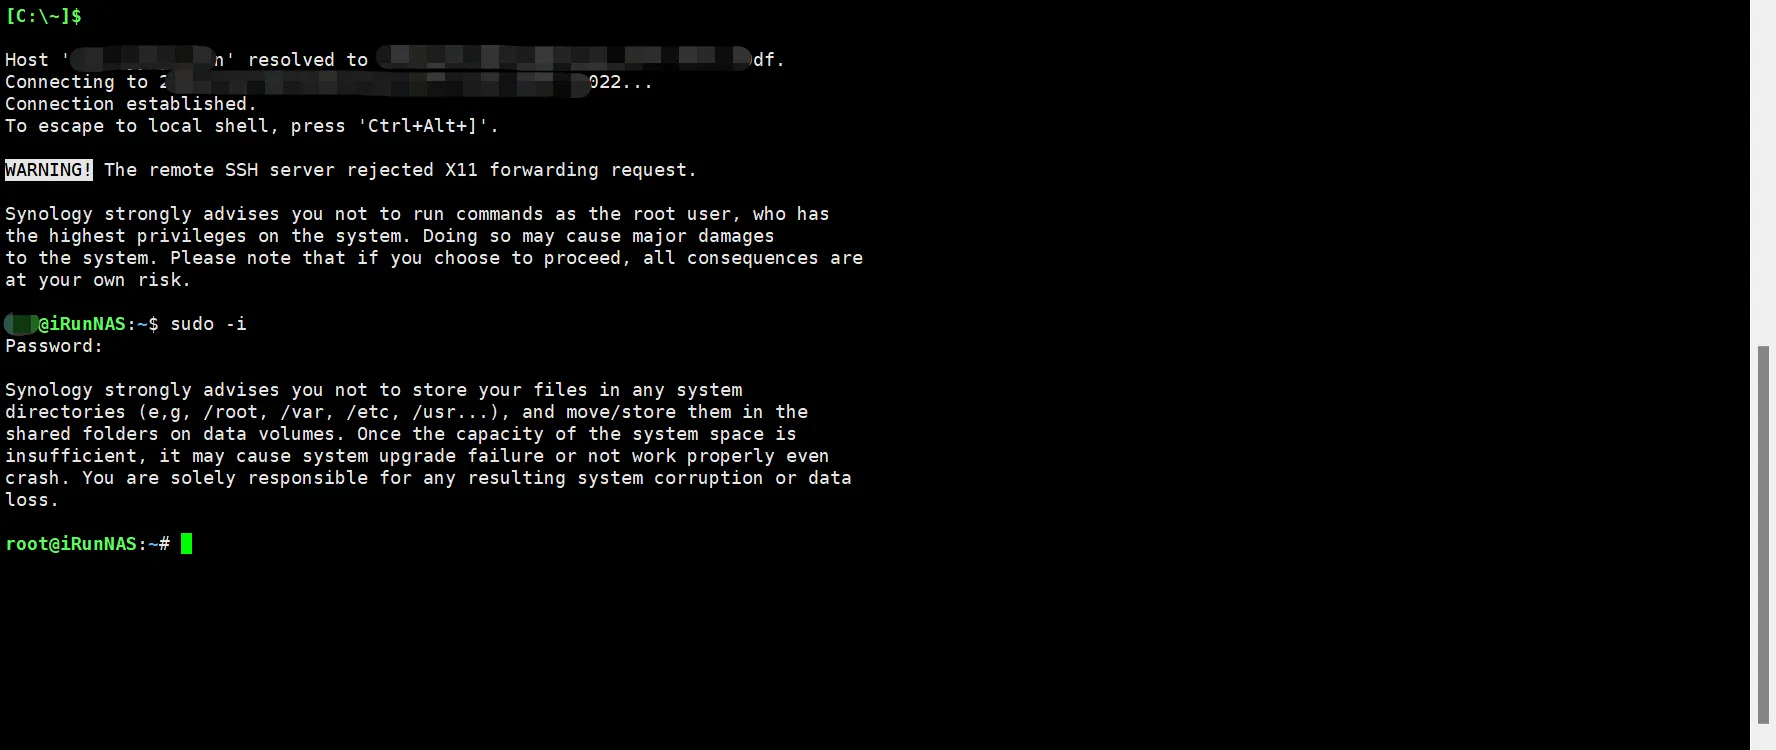 [C:\~]$
Host ' n' resolved to df.
Connecting to 2 022...
Connection established.
To escape to local shell, press 'Ctrl+Alt+]'.
WARNING! The remote SSH server rejected X11 forwarding request.
Synology strongly advises you not to run commands as the root user, who has
the highest privileges on the system. Doing so may cause major damages
to the system. Please note that if you choose to proceed, all consequences are
at your own risk.
@iRunNAS:~$ sudo -i
Password:
Synology strongly advises you not to store your files in any system
directories (e,g, /root, /var, /etc, /usr...), and move/store them in the
shared folders on data volumes. Once the capacity of the system space is
insufficient, it may cause system upgrade failure or not work properly even
crash. You are solely responsible for any resulting system corruption or data
loss.
root@iRunNAS:~#